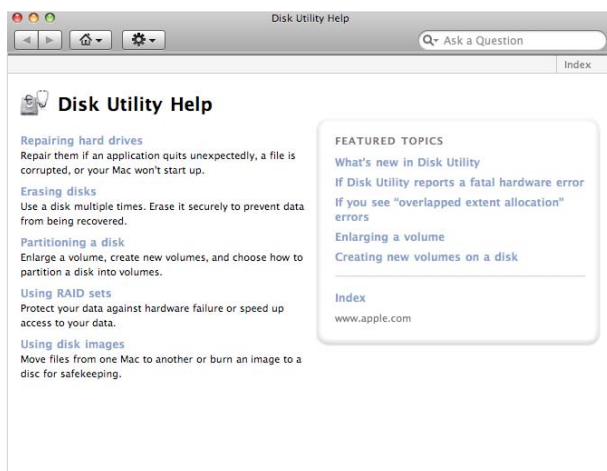 Disk Utility Help
Ask a Question
Index
Disk Utility Help
Repairing hard drives
Repair them if an application quits unexpectedly, a file is
corrupted, or your Mac won't start up.
Erasing disks
Use a disk multiple times. Erase it securely to prevent data
from being recovered.
Partitioning a disk
Enlarge a volume, create new volumes, and choose how to
partition a disk into volumes.
Using RAID sets
Protect your data against hardware failure or speed up
access to your data.
Using disk images
Move files from one Mac to another or burn an image to a
disc for safekeeping.
FEATURED TOPICS
What's new in Disk Utility
If Disk Utility reports a fatal hardware error
If you see “overlapped extent allocation”
errors
Enlarging a volume
Creating new volumes on a disk
Index
www.apple.com